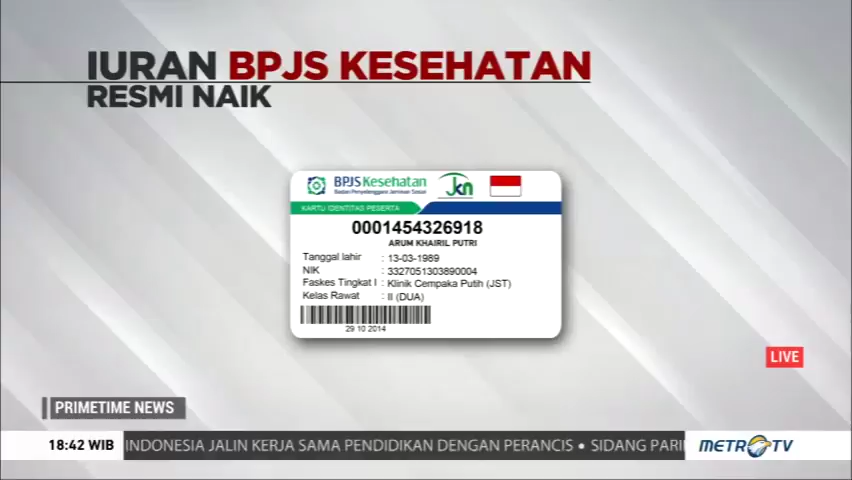 IURAN BPJS KESEHATAN
RESMI NAIK
BPJS Kesehatan
Badan Penyelenggara Jaminan Sosial
jkn
KARTU IDENTITAS PESERTA
0001454326918
ARUM KHAIRIL PUTRI
Tanggal lahir : 13-03-1989
NIK : 3327051303890004
Faskes Tingkat I : Klinik Cempaka Putih (JST)
Kelas Rawat : II (DUA)
29 10 2014
LIVE
PRIMETIME NEWS
18:42 WIB INDONESIA JALIN KERJA SAMA PENDIDIKAN DENGAN PERANCIS • SIDANG PARI METRO TV